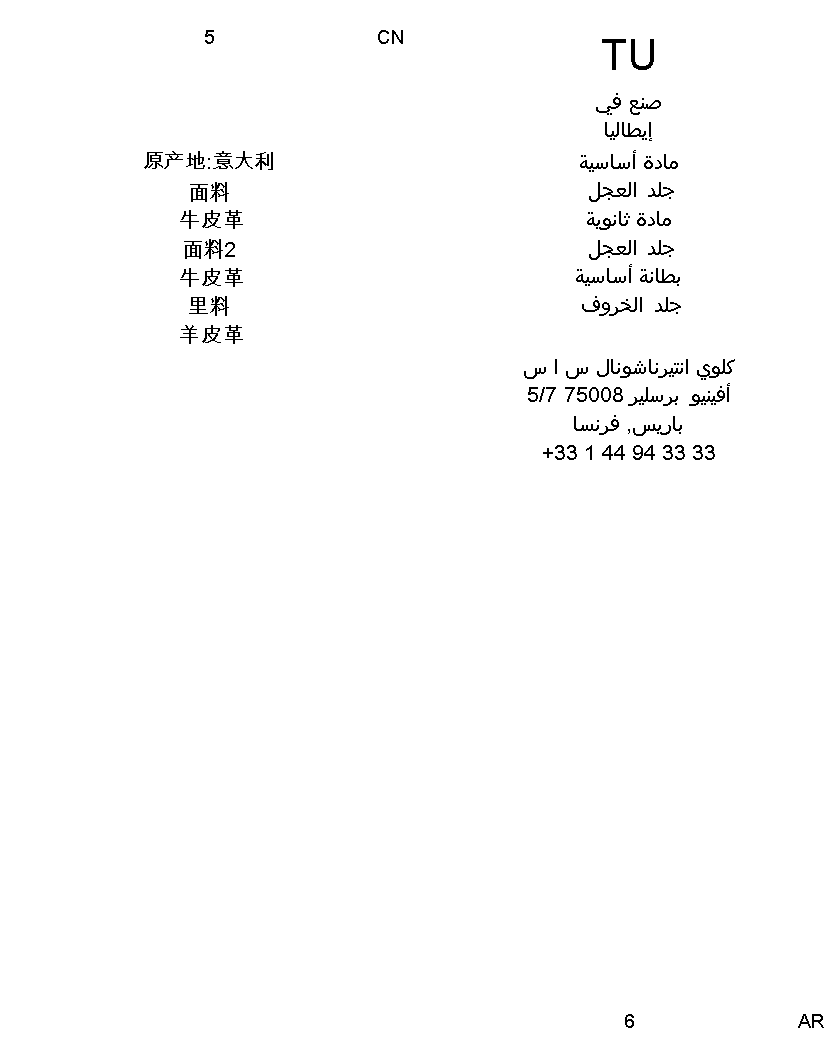 5
CN
原产地:意大利
面料
牛皮革
面料2
牛皮革
里料
羊皮革
TU
صنع في
إيطاليا
مادة أساسية
جلد العجل
مادة ثانوية
جلد العجل
بطانة أساسية
جلد الخروف
كلوي انتيرناشونال س ا س
5/7 75008 أفينيو برسلير
باريس, فرنسا
+33 1 44 94 33 33
6
AR